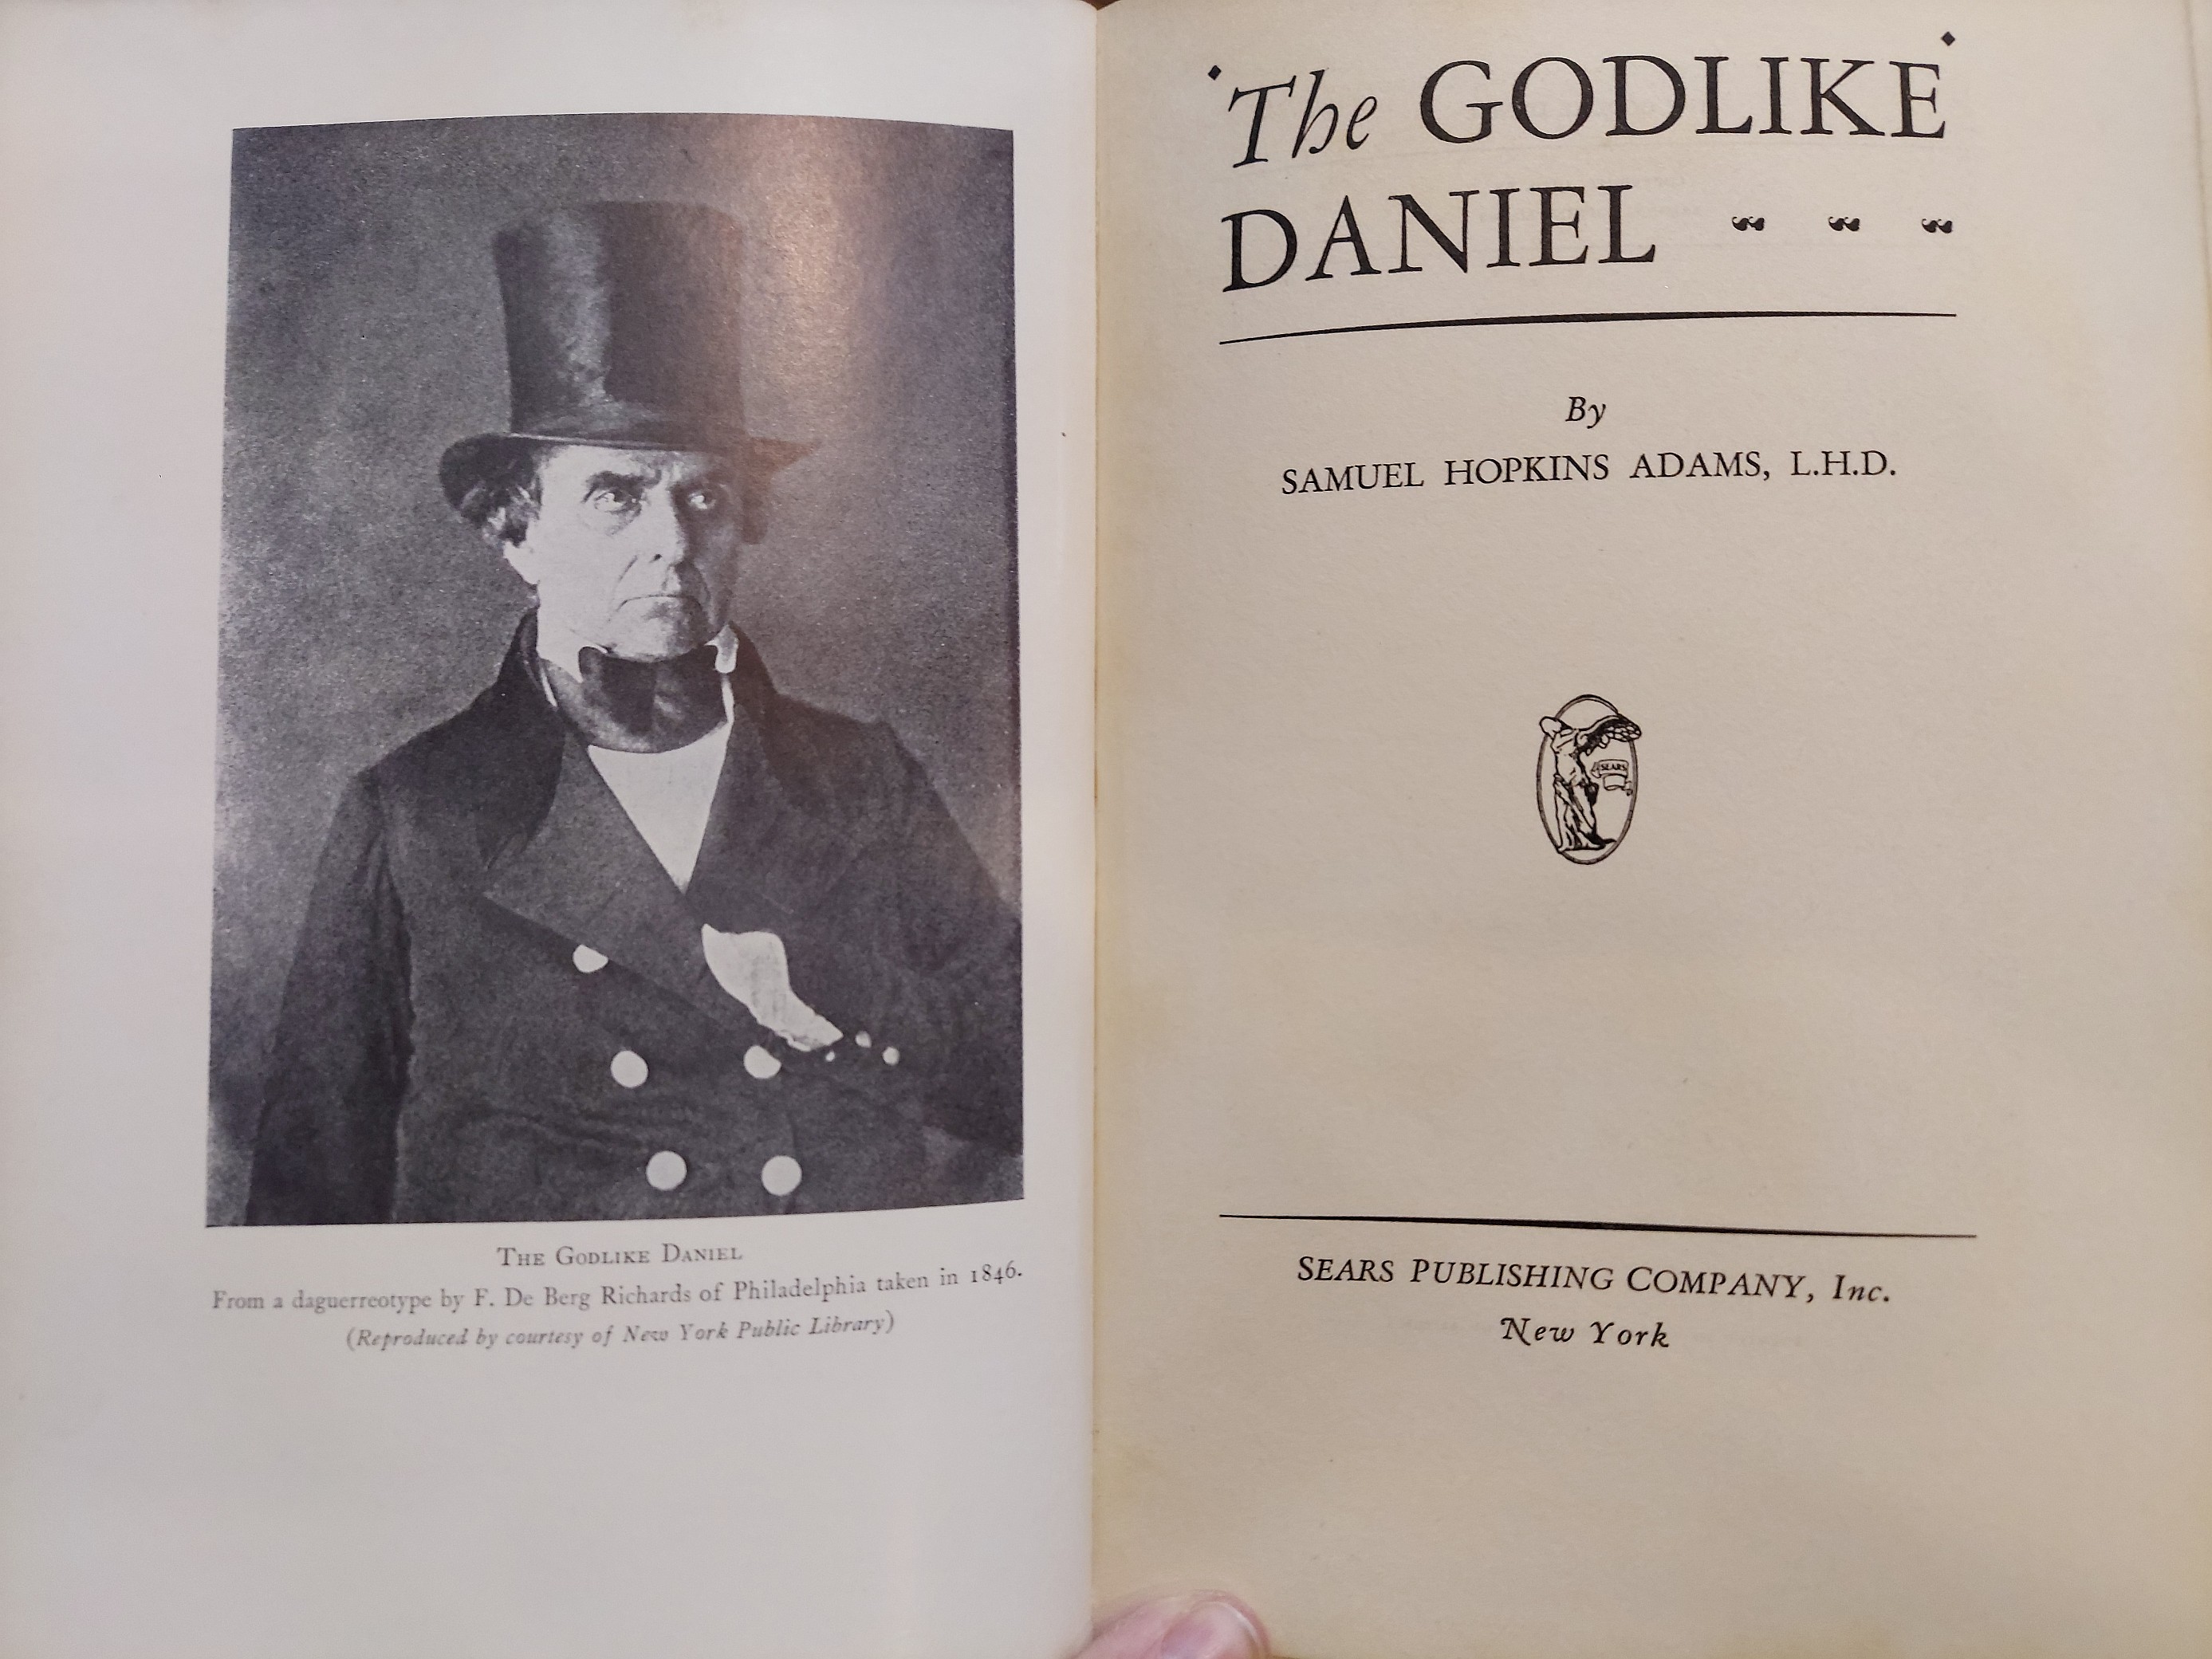 THE GODLIKE DANIEL
From a daguerreotype by F. De Berg Richards of Philadelphia taken in 1846.
(Reproduced by courtesy of New York Public Library)
The GODLIKE
DANIEL
By
SAMUEL HOPKINS ADAMS, L.H.D.
SEARS
SEARS PUBLISHING COMPANY, Inc.
New York